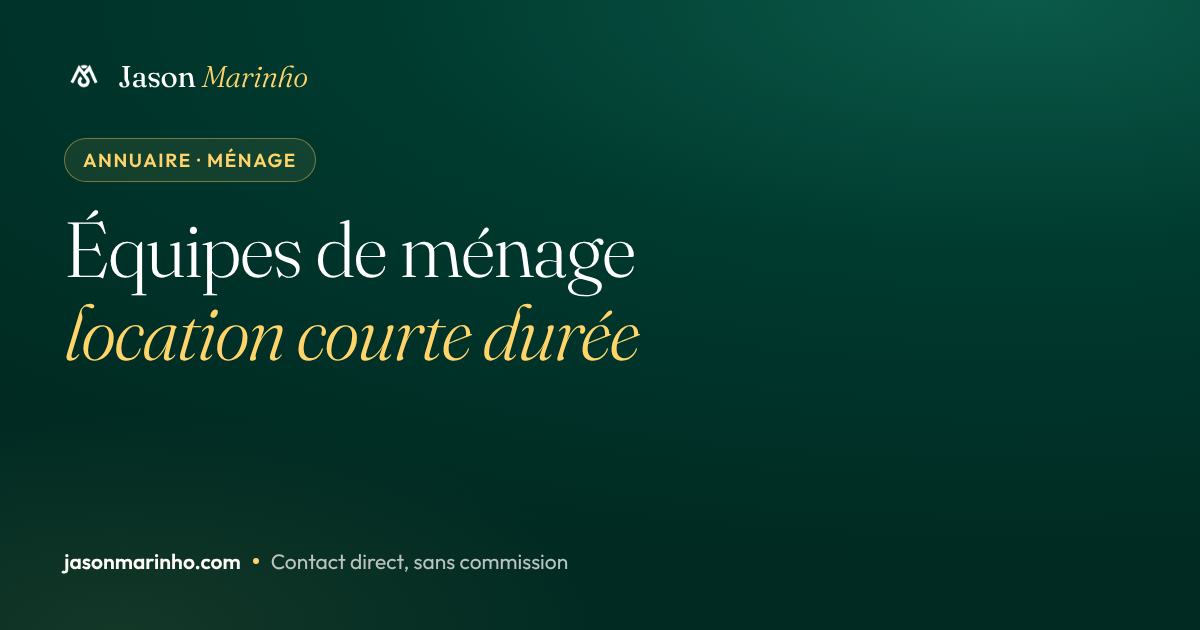 Jason Marinho
ANNUAIRE · MÉNAGE
Équipes de ménage
location courte durée
jasonmarinho.com • Contact direct, sans commission